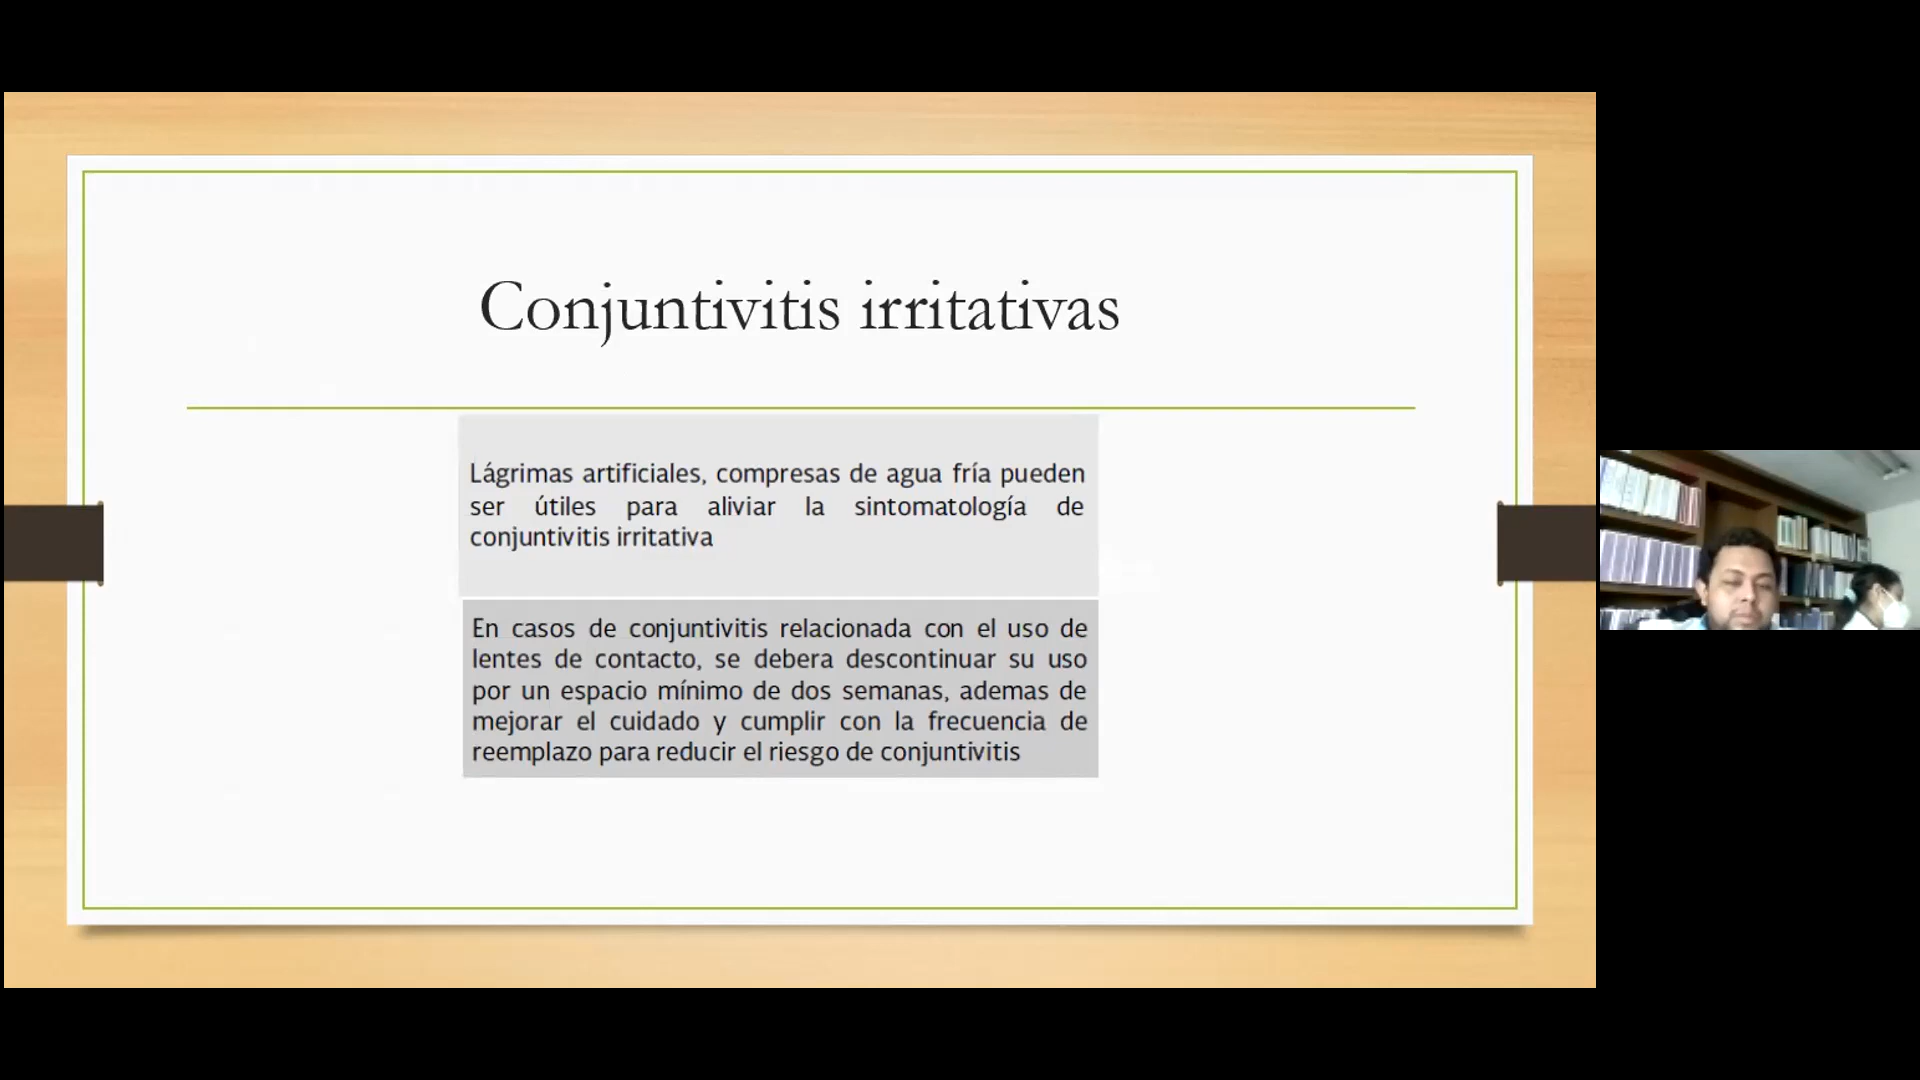 Conjuntivitis irritativas
Lágrimas artificiales, compresas de agua fría pueden
ser útiles para aliviar la sintomatología de
conjuntivitis irritativa
En casos de conjuntivitis relacionada con el uso de
lentes de contacto, se debera descontinuar su uso
por un espacio mínimo de dos semanas, ademas de
mejorar el cuidado y cumplir con la frecuencia de
reemplazo para reducir el riesgo de conjuntivitis